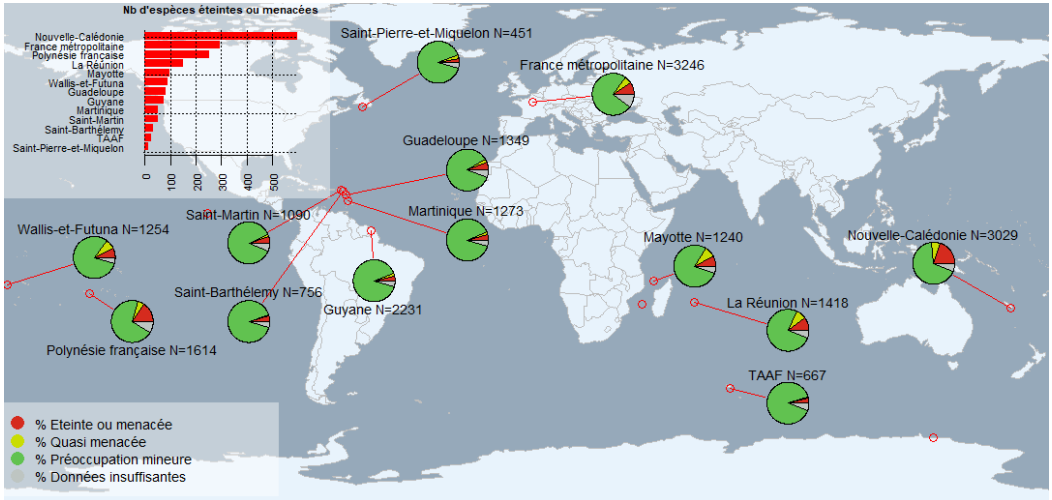 Nb d'espèces éteintes ou menacées
Nouvelle-Calédonie
France métropolitaine
Polynésie française
La Réunion
Mayotte
Wallis-et-Futuna
Guadeloupe
Guyane
Martinique
Saint-Martin
Saint-Barthélemy
TAAF
Saint-Pierre-et-Miquelon
0
100
200
300
400
500
Saint-Pierre-et-Miquelon N=451
France métropolitaine N=3246
Guadeloupe N=1349
Saint-Martin N=1090
Martinique N=1273
Wallis-et-Futuna N=1254
Mayotte N=1240
Nouvelle-Calédonie N=3029
Saint-Barthélemy N=756
Guyane N=2231
La Réunion N=1418
Polynésie française N=1614
TAAF N=667
% Eteinte ou menacée
% Quasi menacée
% Préoccupation mineure
% Données insuffisantes